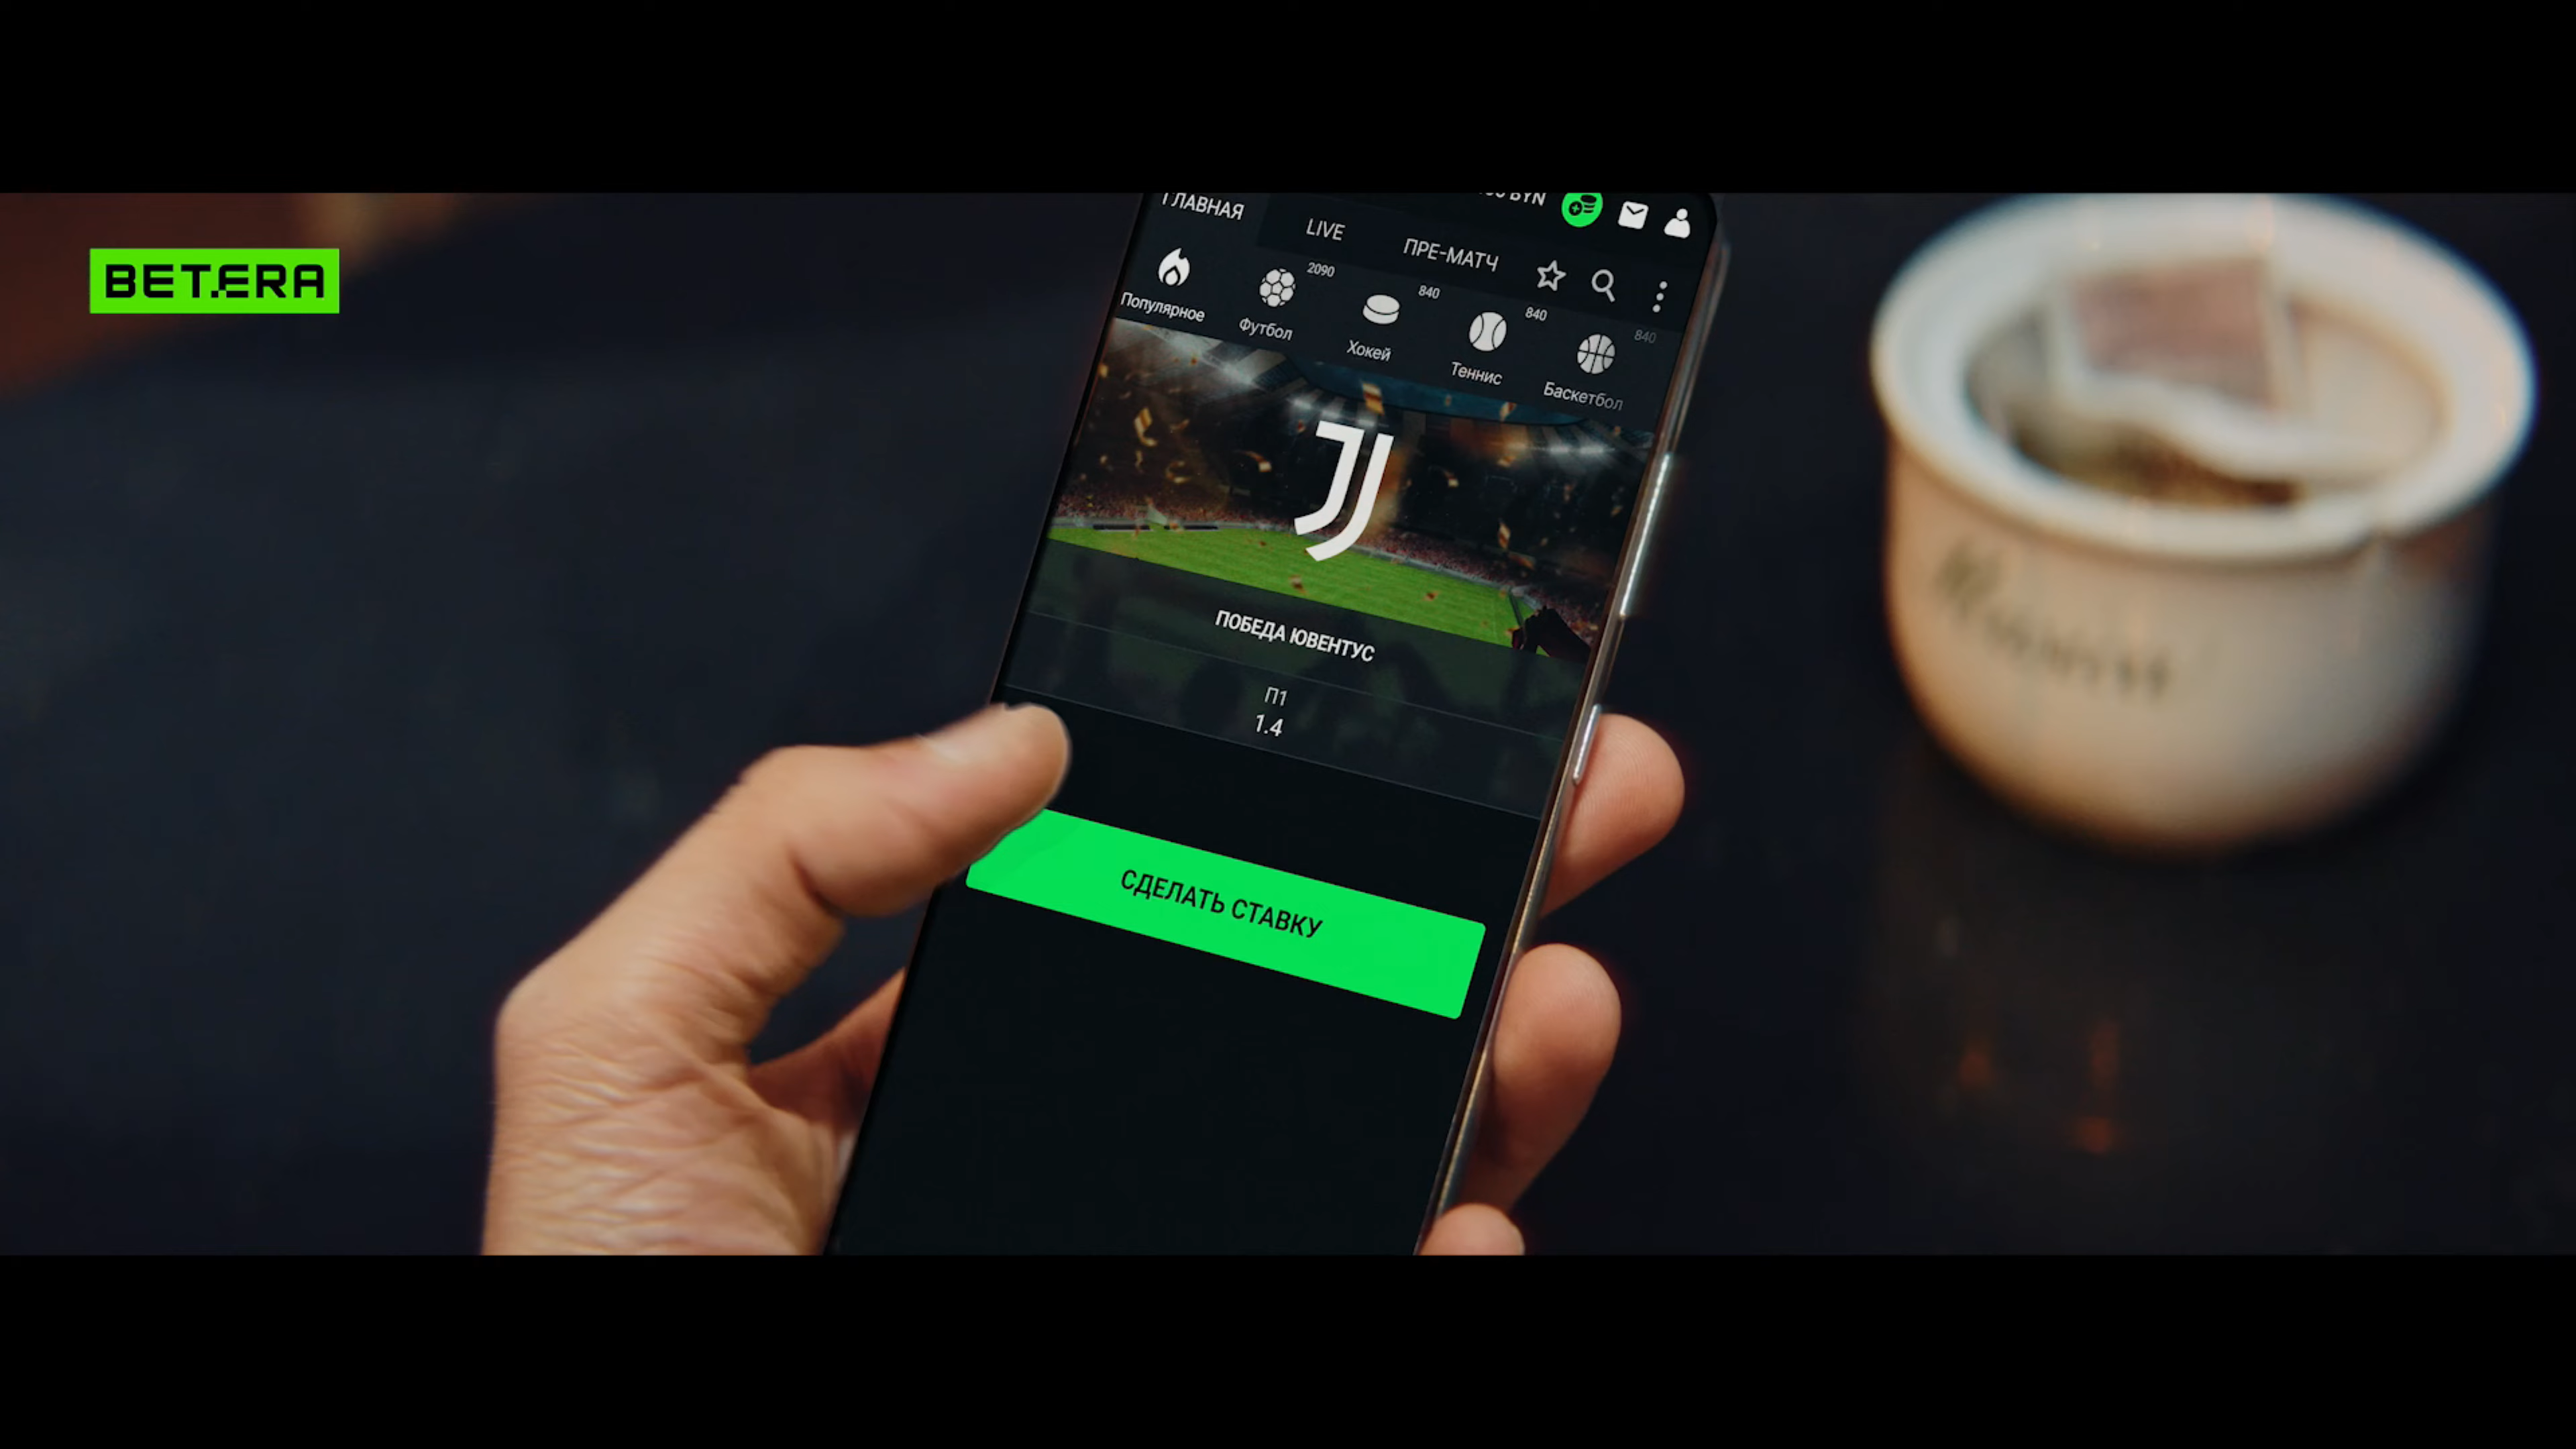 BETERA
BYN
ГЛАВНАЯ
LIVE
ПРЕ-МАТЧ
Популярное
2090
Футбол
840
Хокей
840
Теннис
840
Баскетбол
ПОБЕДА ЮВЕНТУС
П1
1.4
СДЕЛАТЬ СТАВКУ